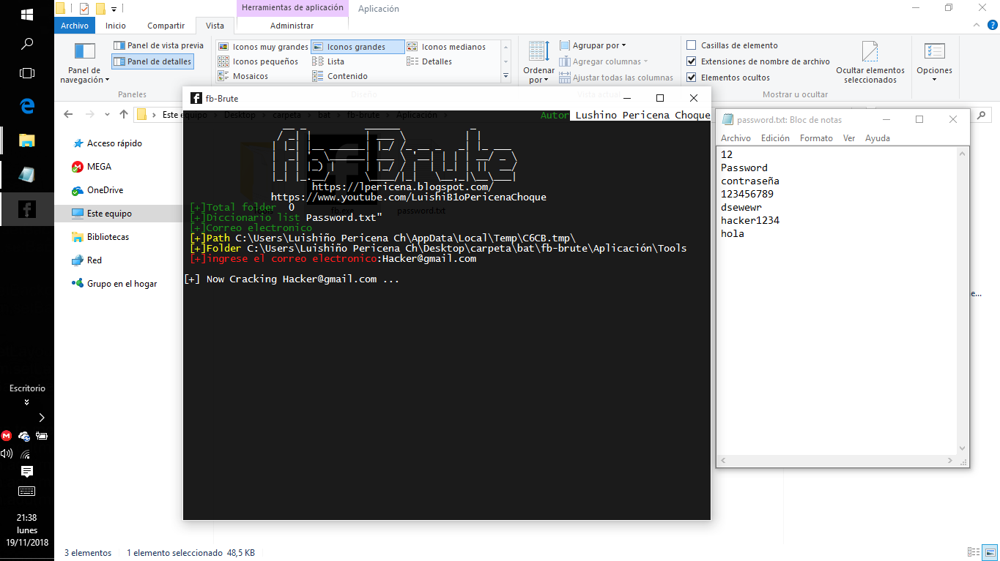 Herramientas de aplicación
Aplicación
Archivo
Inicio
Compartir
Vista
Administrar
Panel de navegación
Panel de vista previa
Panel de detalles
Paneles
Iconos muy grandes
Iconos grandes
Iconos medianos
Iconos pequeños
Lista
Detalles
Mosaicos
Contenido
Diseño
Ordenar por
Agrupar por
Agregar columnas
Ajustar todas las columnas
Vista actual
Casillas de elemento
Extensiones de nombre de archivo
Elementos ocultos
Ocultar elementos seleccionados
Mostrar u ocultar
Opciones
Este equipo
Desktop
carpeta
bat
fb-brute
Aplicación
Acceso rápido
MEGA
OneDrive
Este equipo
Bibliotecas
Red
Grupo en el hogar
fb-Brute
Autor Lushino Pericena Choque
fb-Brute
https://lpericena.blogspot.com/
https://www.youtube.com/LuishiB1oPericenaChoque
[+]Total folder 0
[+]Diccionario list Password.txt"
[+]Correo electronico
[+]Path C:\Users\Luishiño Pericena Ch\AppData\Local\Temp\C6CB.tmp\
[+]Folder C:\Users\Luishiño Pericena Ch\Desktop\carpeta\bat\fb-brute\Aplicación\Tools
[+]ingrese el correo electronico:Hacker@gmail.com
[+] Now Cracking Hacker@gmail.com ...
fb.exe
password.txt
password.txt: Bloc de notas
Archivo
Edición
Formato
Ver
Ayuda
12
Password
contraseña
123456789
dsewewr
hacker1234
hola
e...
Escritorio
21:38
lunes
19/11/2018
3 elementos
1 elemento seleccionado 48,5 KB